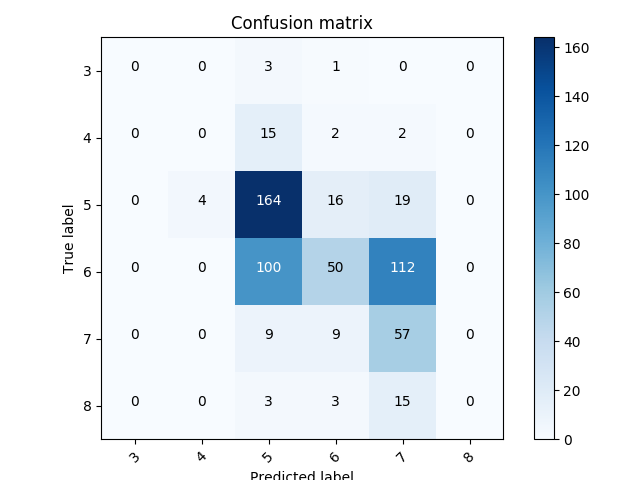 Confusion matrix
True label
3 0 0 3 1 0 0
4 0 0 15 2 2 0
5 0 4 164 16 19 0
6 0 0 100 50 112 0
7 0 0 9 9 57 0
8 0 0 3 3 15 0
3 4 5 6 7 8
Predicted label
160
140
120
100
80
60
40
20
0